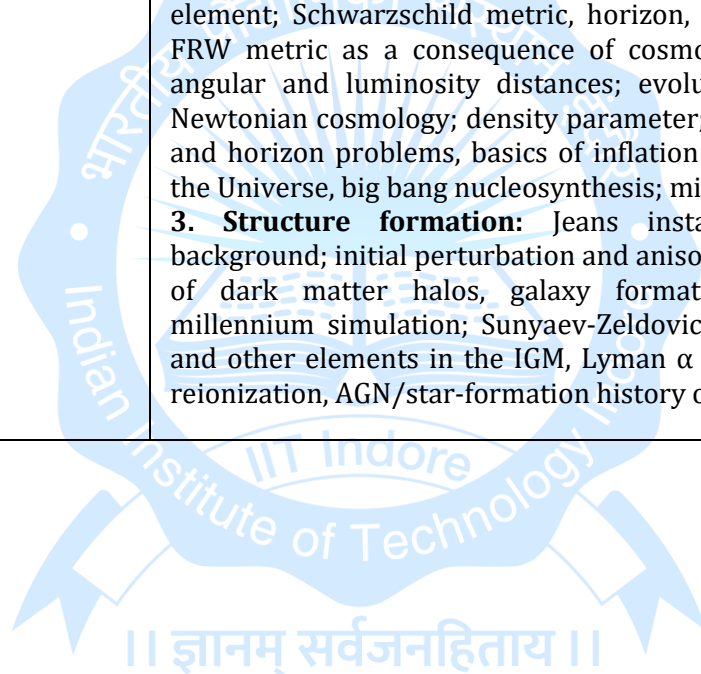 element; Schwarzschild metric, horizon,
FRW metric as a consequence of cosmo
angular and luminosity distances; evolu
Newtonian cosmology; density parameter;
and horizon problems, basics of inflation
the Universe, big bang nucleosynthesis; mi
3. Structure formation: Jeans insta
background; initial perturbation and aniso
of dark matter halos, galaxy format
millennium simulation; Sunyaev-Zeldovic
and other elements in the IGM, Lyman α
reionization, AGN/star-formation history o
भारतीय
संस्थान
Indian Institute of Technology Indore
IIT Indore
।। ज्ञानम् सर्वजनहिताय ।।